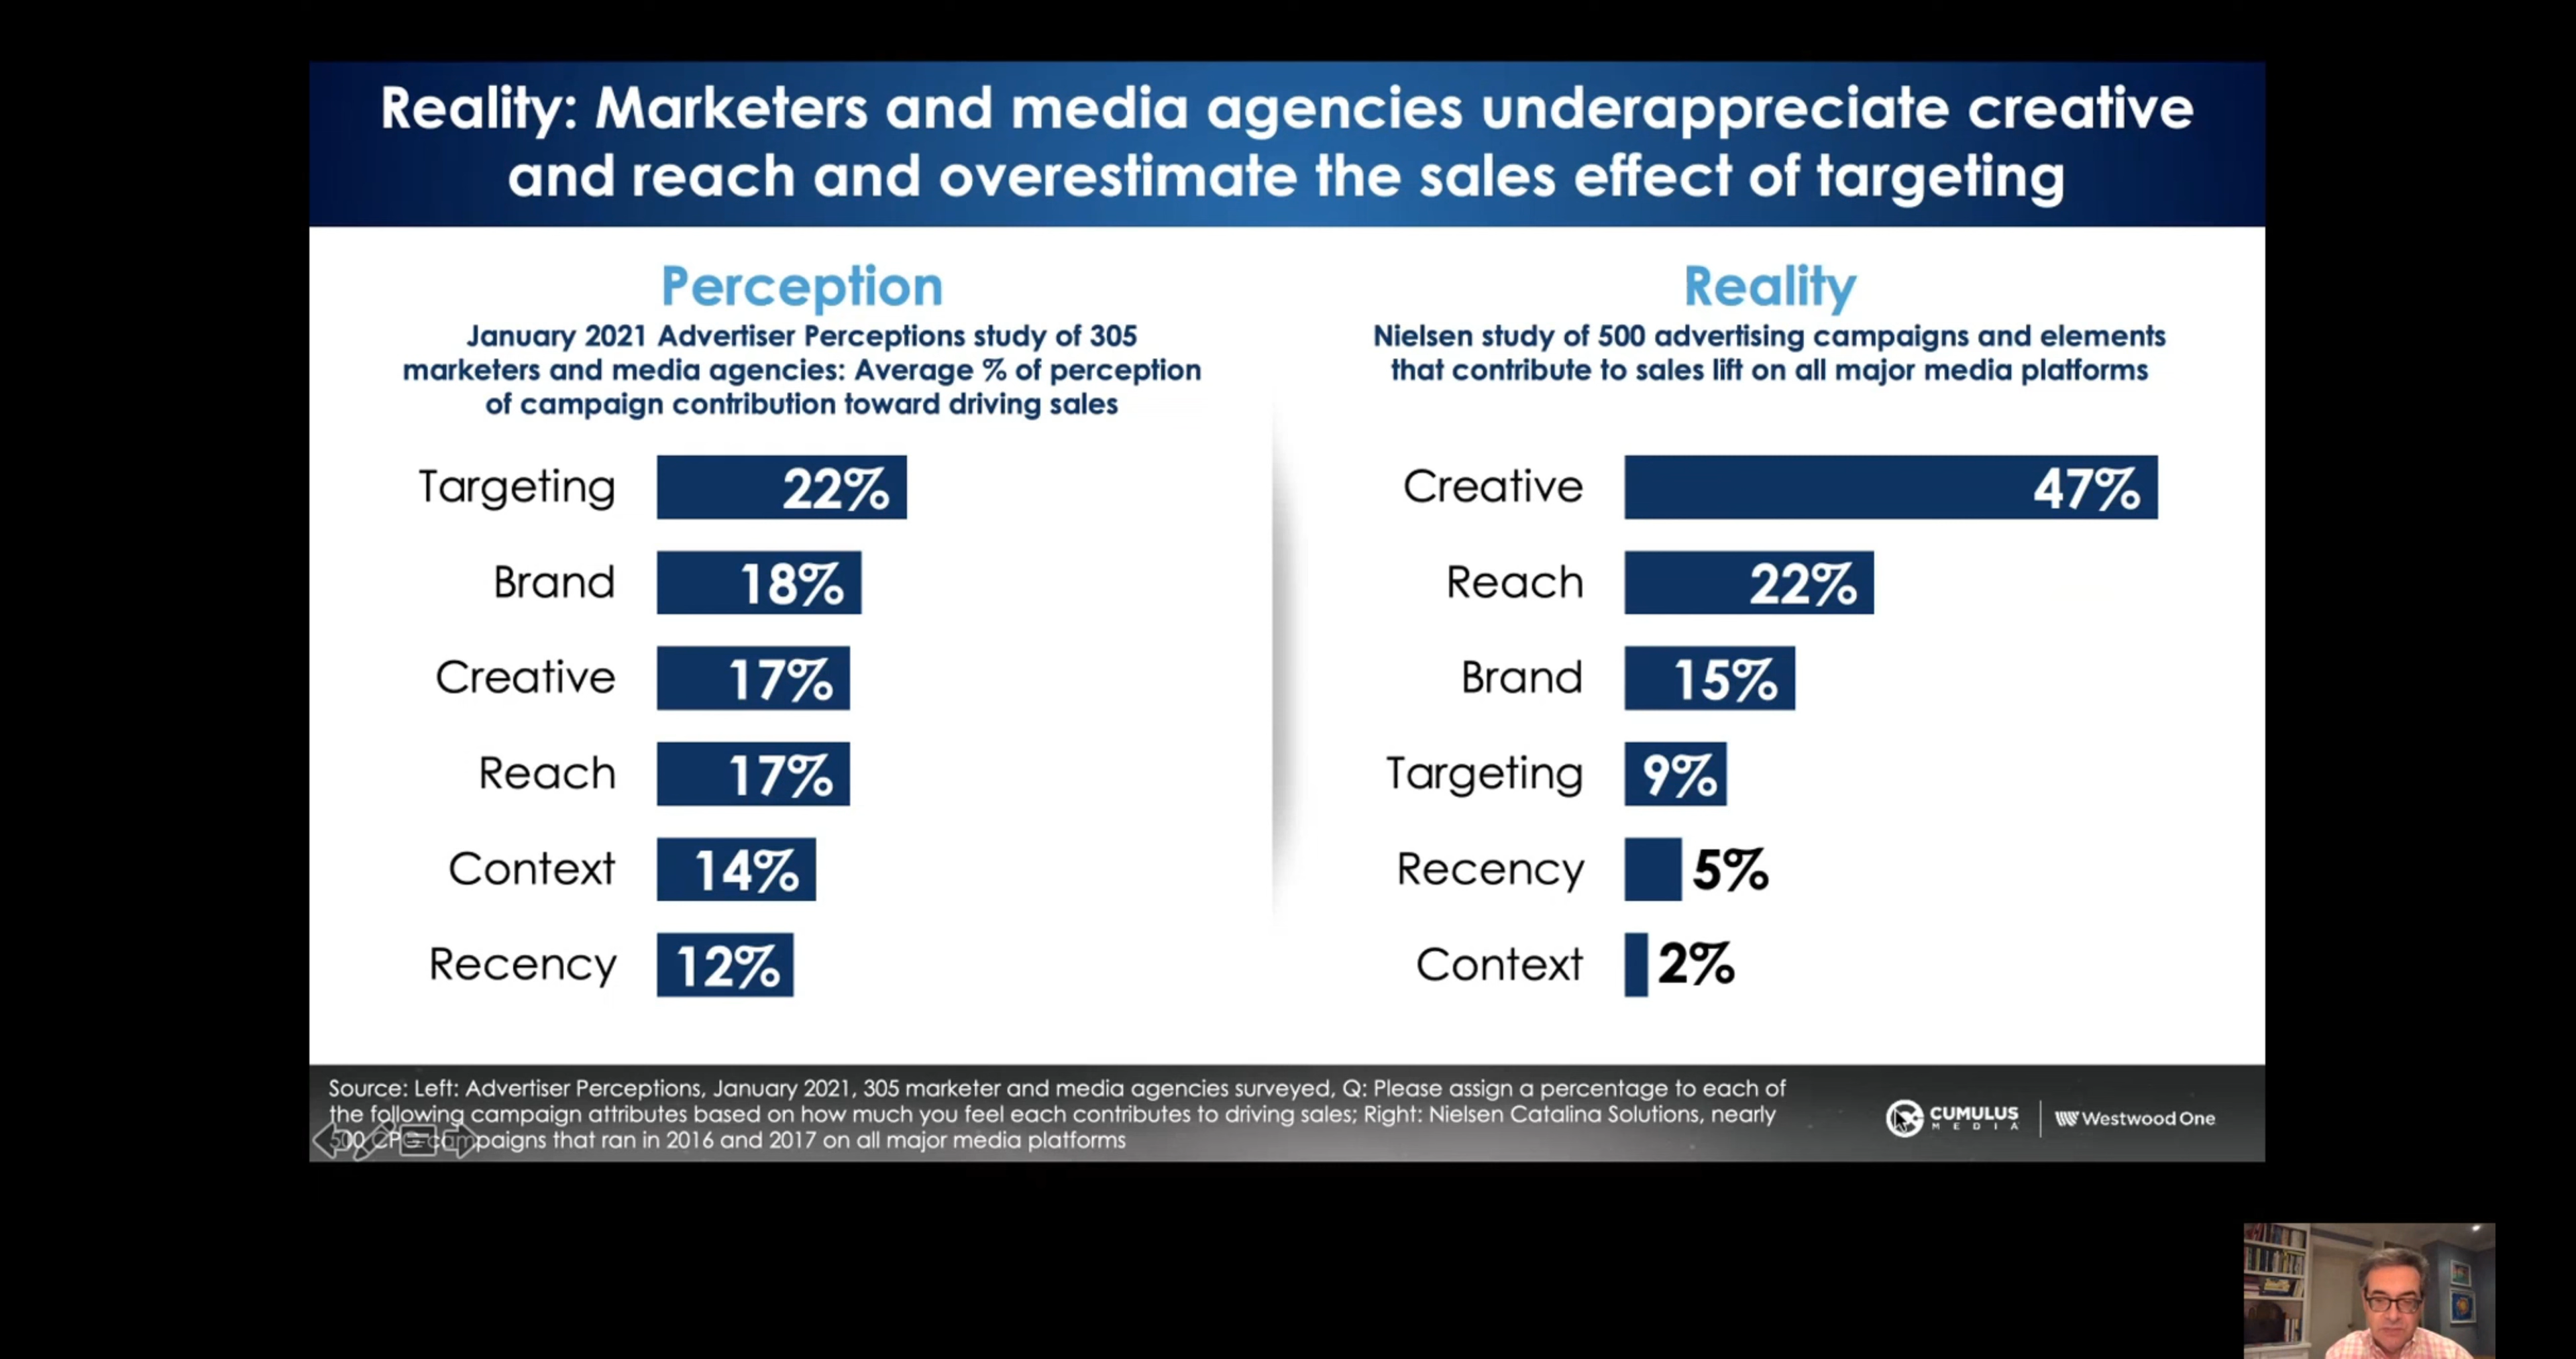 Reality: Marketers and media agencies underappreciate creative
and reach and overestimate the sales effect of targeting
Perception
January 2021 Advertiser Perceptions study of 305
marketers and media agencies: Average % of perception
of campaign contribution toward driving sales
Targeting 22%
Brand 18%
Creative 17%
Reach 17%
Context 14%
Recency 12%
Reality
Nielsen study of 500 advertising campaigns and elements
that contribute to sales lift on all major media platforms
Creative 47%
Reach 22%
Brand 15%
Targeting 9%
Recency 5%
Context 2%
Source: Left: Advertiser Perceptions, January 2021, 305 marketer and media agencies surveyed, Q: Please assign a percentage to each of
the following campaign attributes based on how much you feel each contributes to driving sales; Right: Nielsen Catalina Solutions, nearly
500 CPG campaigns that ran in 2016 and 2017 on all major media platforms
CUMULUS
MEDIA
Westwood One